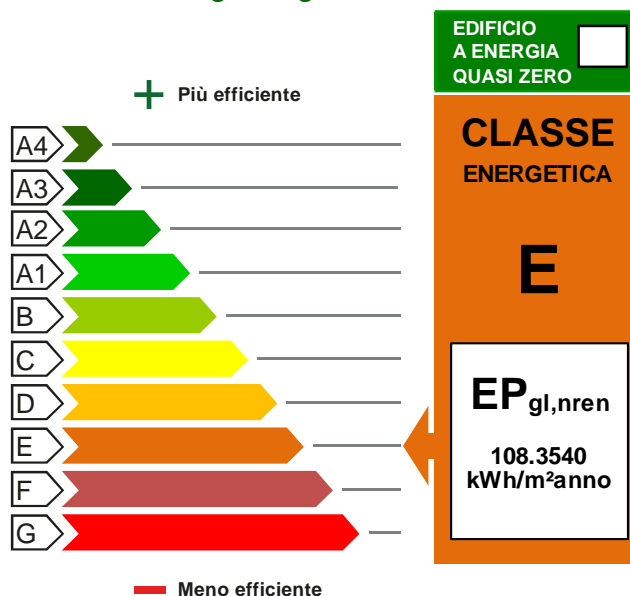 EDIFICIO
A ENERGIA
QUASI ZERO
Più efficiente
CLASSE
ENERGETICA
E
A4
A3
A2
A1
B
C
D
E
F
G
EPgl,nren
108.3540
kWh/m²anno
Meno efficiente